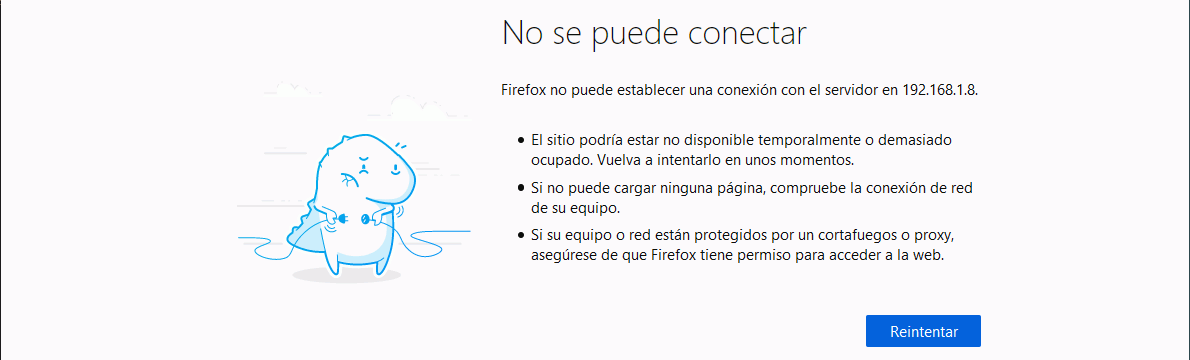 No se puede conectar
Firefox no puede establecer una conexión con el servidor en 192.168.1.8.
El sitio podría estar no disponible temporalmente o demasiado
ocupado. Vuelva a intentarlo en unos momentos.
Si no puede cargar ninguna página, compruebe la conexión de red
de su equipo.
Si su equipo o red están protegidos por un cortafuegos o proxy,
asegúrese de que Firefox tiene permiso para acceder a la web.
Reintentar